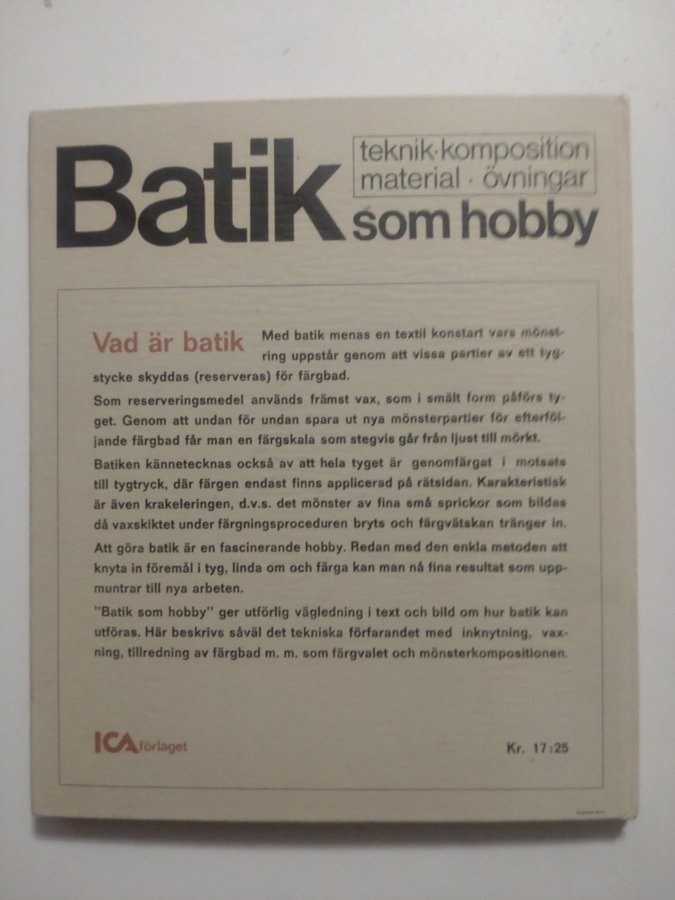 Batik
teknik·komposition
material · övningar
som hobby
Vad är batik
Med batik menas en textil konstart vars mönst-
ring uppstår genom att vissa partier av ett tyg-
stycke skyddas (reserveras) för färgbad.
Som reserveringsmedel används främst vax, som i smält form påförs ty-
get. Genom att undan för undan spara ut nya mönsterpartier för efterföl-
jande färgbad får man en färgskala som stegvis går från ljust till mörkt.
Batiken kännetecknas också av att hela tyget är genomfärgat i motsats
till tygtryck, där färgen endast finns applicerad på rätsidan. Karakteristisk
är även krakeleringen, d.v.s. det mönster av fina små sprickor som bildas
då vaxskiktet under färgningsproceduren bryts och färgvätskan tränger in.
Att göra batik är en fascinerande hobby. Redan med den enkla metoden att
knyta in föremål i tyg, linda om och färga kan man nå fina resultat som upp-
muntrar till nya arbeten.
"Batik som hobby" ger utförlig vägledning i text och bild om hur batik kan
utföras. Här beskrivs såväl det tekniska förfarandet med inknytning, vax-
ning, tillredning av färgbad m. m. som färgvalet och mönsterkompositionen.
ICA förlaget
Kr. 17:25